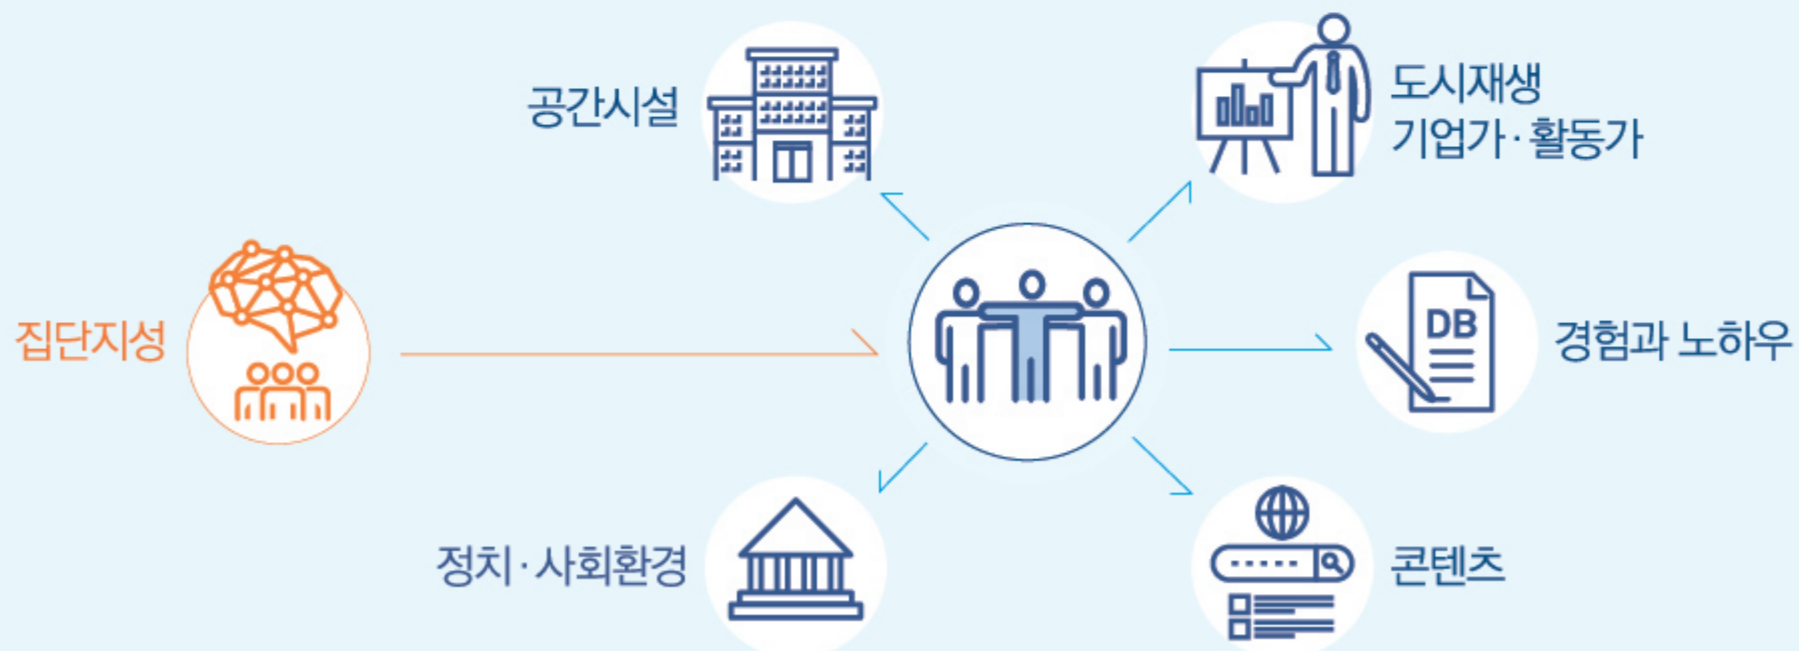 공간시설
도시재생
기업가·활동가
집단지성
DB
경험과 노하우
정치·사회환경
콘텐츠